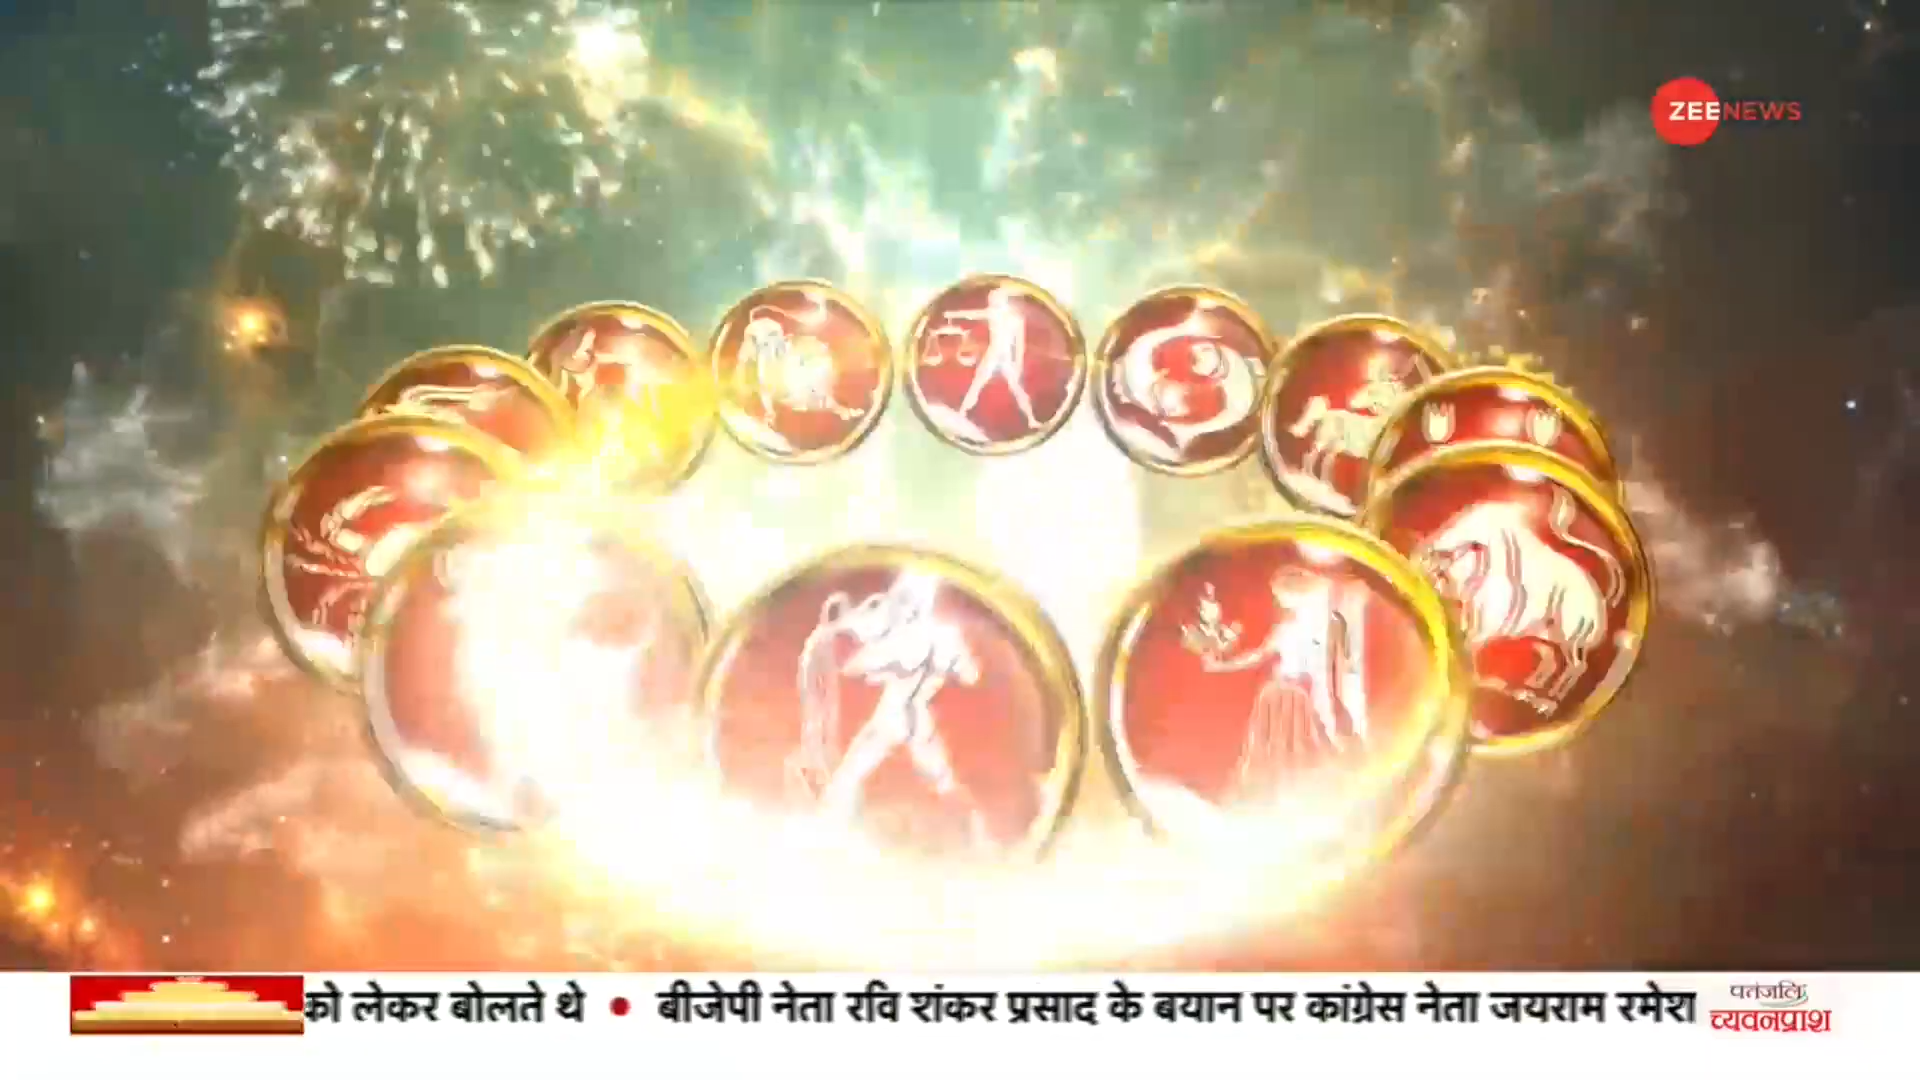 ZEENEWS
को लेकर बोलते थे • बीजेपी नेता रवि शंकर प्रसाद के बयान पर कांग्रेस नेता जयराम रमेश
पतंजलि
च्यवनप्राश